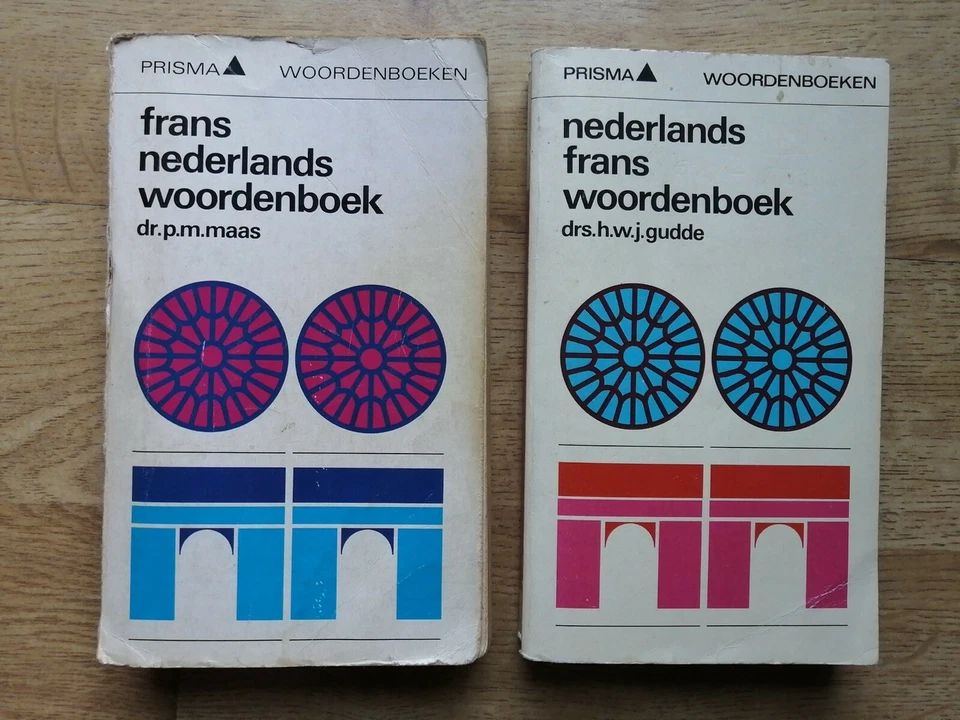 PRISMA WOORDENBOEKEN
frans
nederlands
woordenboek
dr.p.m.maas
PRISMA WOORDENBOEKEN
nederlands
frans
woordenboek
drs.h.w.j.gudde